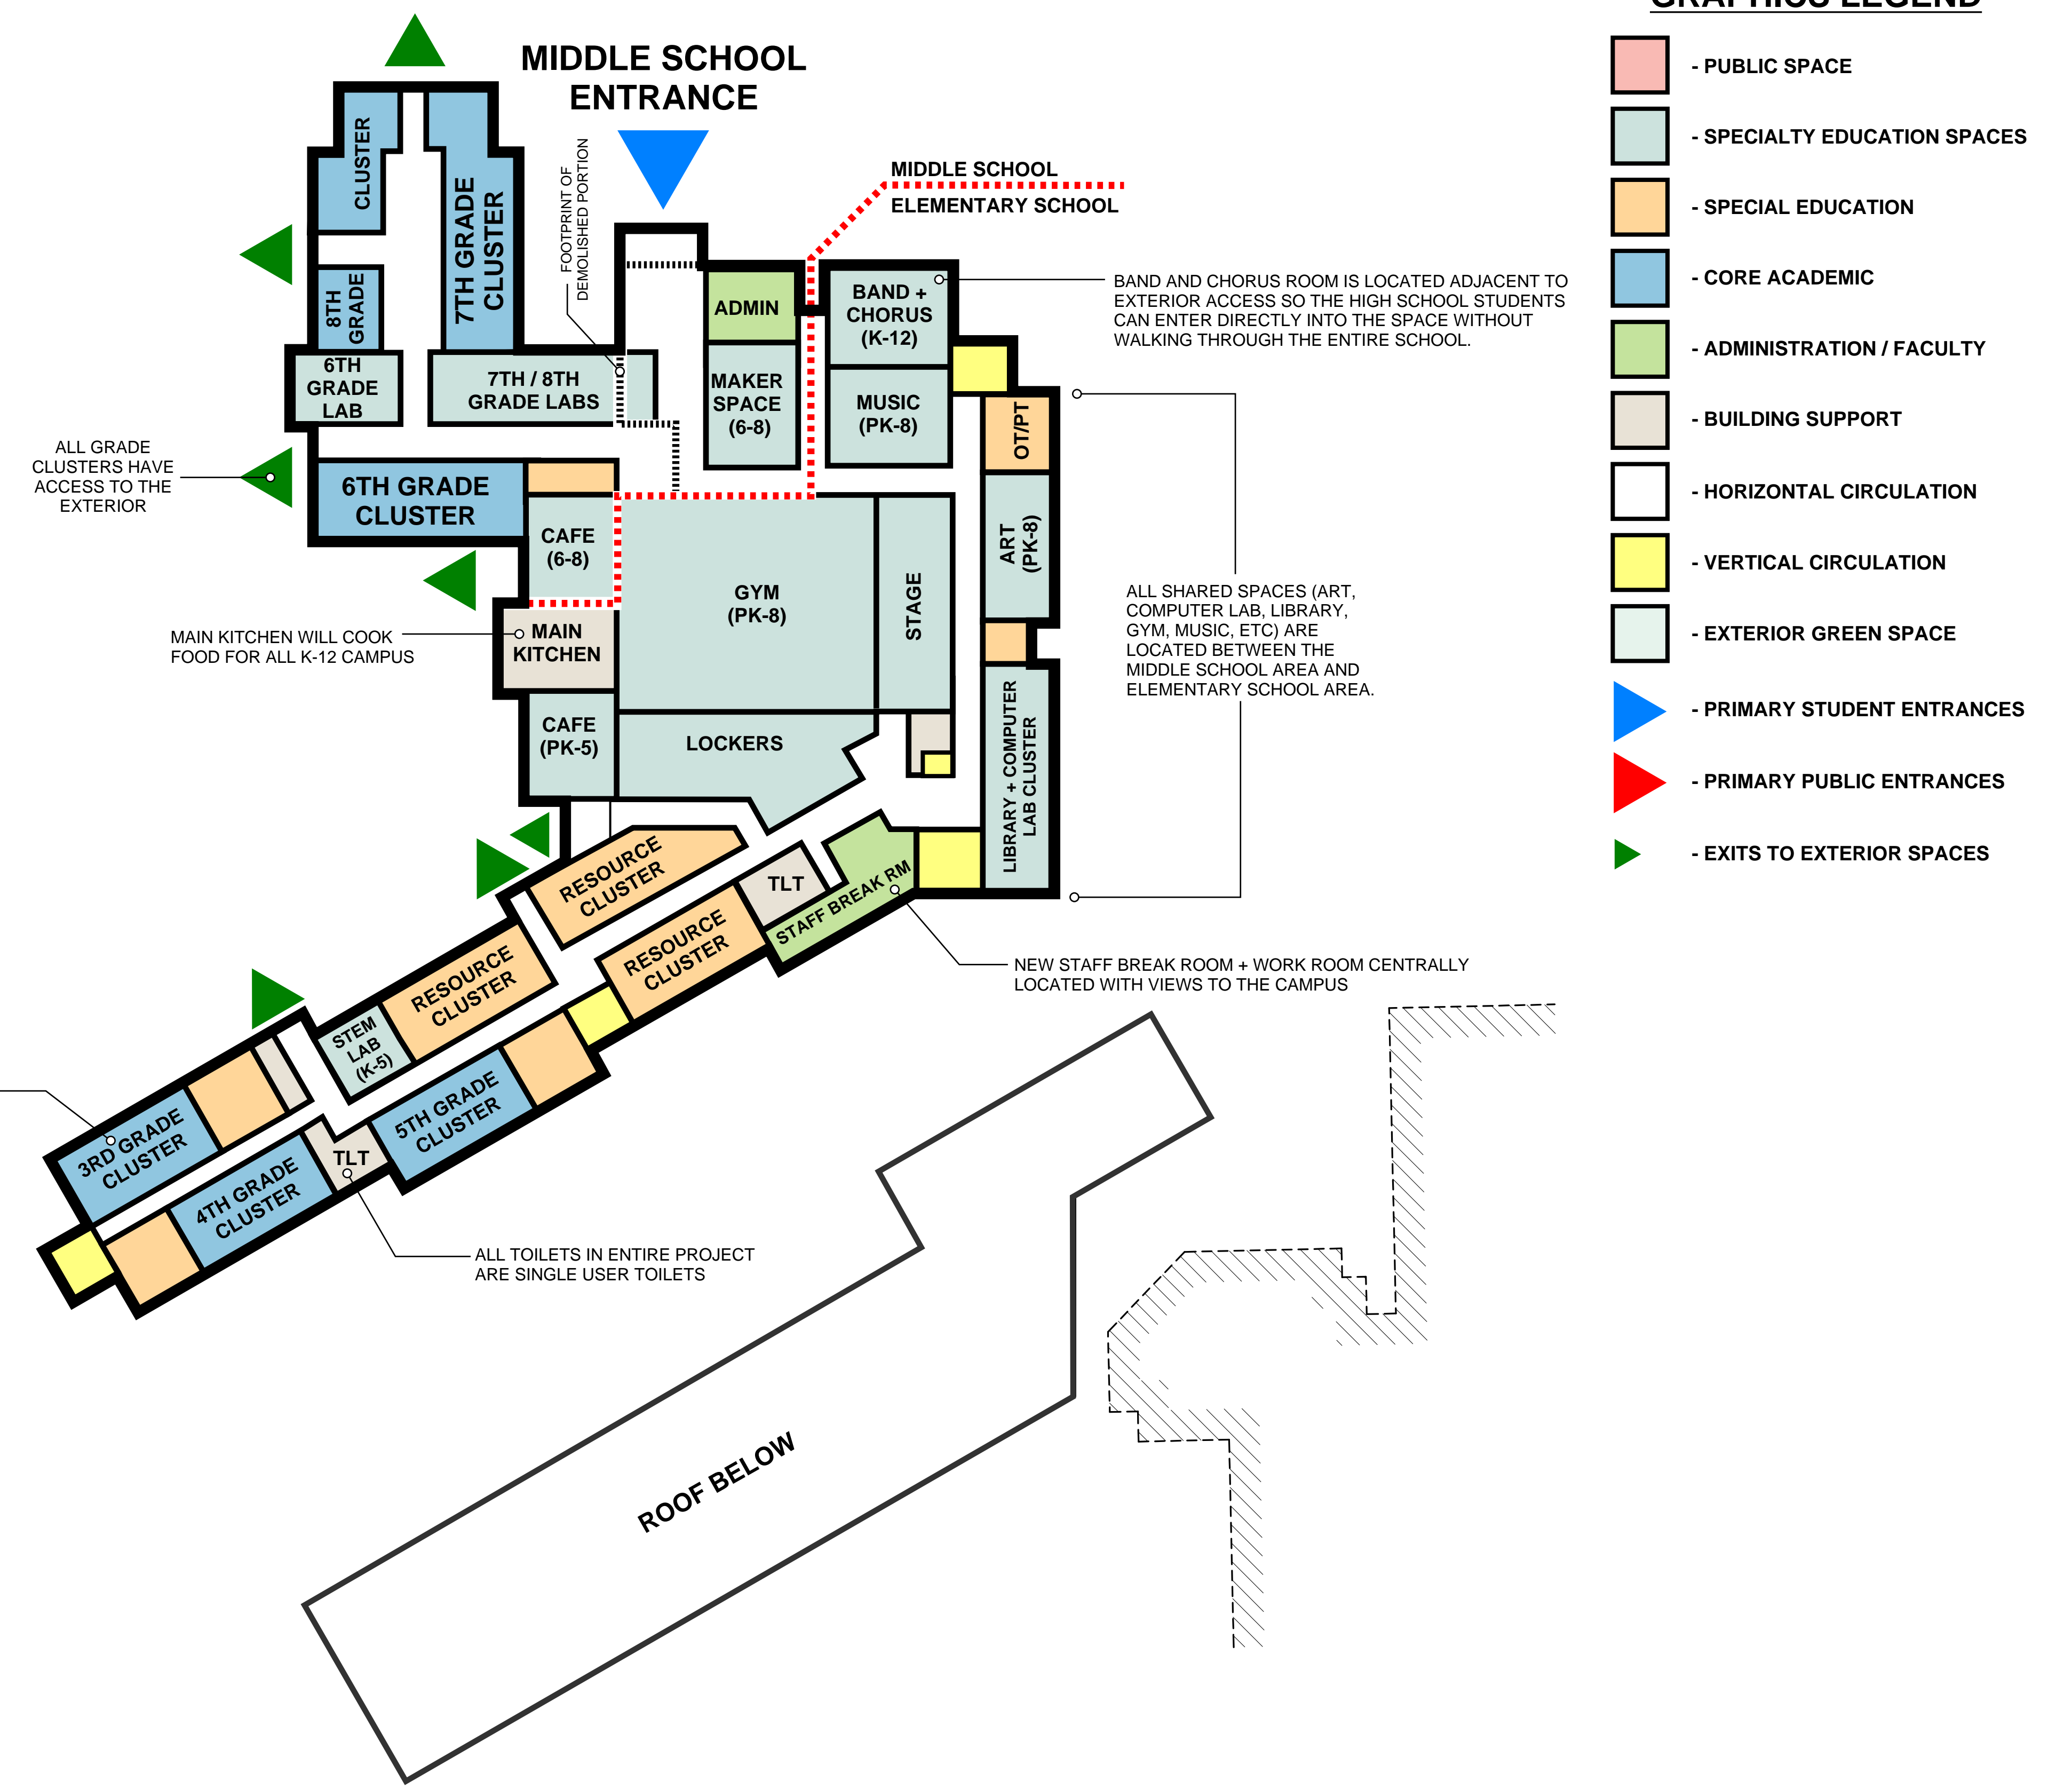 GRAPHICS LEGEND
- PUBLIC SPACE
- SPECIALTY EDUCATION SPACES
- SPECIAL EDUCATION
- CORE ACADEMIC
- ADMINISTRATION / FACULTY
- BUILDING SUPPORT
- HORIZONTAL CIRCULATION
- VERTICAL CIRCULATION
- EXTERIOR GREEN SPACE
- PRIMARY STUDENT ENTRANCES
- PRIMARY PUBLIC ENTRANCES
- EXITS TO EXTERIOR SPACES
MIDDLE SCHOOL
ENTRANCE
CLUSTER
7TH GRADE
CLUSTER
FOOTPRINT OF
DEMOLISHED PORTION
MIDDLE SCHOOL
ELEMENTARY SCHOOL
8TH
GRADE
ADMIN
BAND +
CHORUS
(K-12)
BAND AND CHORUS ROOM IS LOCATED ADJACENT TO
EXTERIOR ACCESS SO THE HIGH SCHOOL STUDENTS
CAN ENTER DIRECTLY INTO THE SPACE WITHOUT
WALKING THROUGH THE ENTIRE SCHOOL.
6TH
GRADE
LAB
7TH / 8TH
GRADE LABS
MAKER
SPACE
(6-8)
MUSIC
(PK-8)
OT/PT
ALL GRADE
CLUSTERS HAVE
ACCESS TO THE
EXTERIOR
6TH GRADE
CLUSTER
CAFE
(6-8)
GYM
(PK-8)
STAGE
ART
(PK-8)
ALL SHARED SPACES (ART,
COMPUTER LAB, LIBRARY,
GYM, MUSIC, ETC) ARE
LOCATED BETWEEN THE
MIDDLE SCHOOL AREA AND
ELEMENTARY SCHOOL AREA.
MAIN KITCHEN WILL COOK
FOOD FOR ALL K-12 CAMPUS
MAIN
KITCHEN
CAFE
(PK-5)
LOCKERS
LIBRARY + COMPUTER
LAB CLUSTER
RESOURCE
CLUSTER
TLT
STAFF BREAK RM
RESOURCE
CLUSTER
RESOURCE
CLUSTER
NEW STAFF BREAK ROOM + WORK ROOM CENTRALLY
LOCATED WITH VIEWS TO THE CAMPUS
STEM
LAB
(K-5)
5TH GRADE
CLUSTER
3RD GRADE
CLUSTER
TLT
4TH GRADE
CLUSTER
ALL TOILETS IN ENTIRE PROJECT
ARE SINGLE USER TOILETS
ROOF BELOW